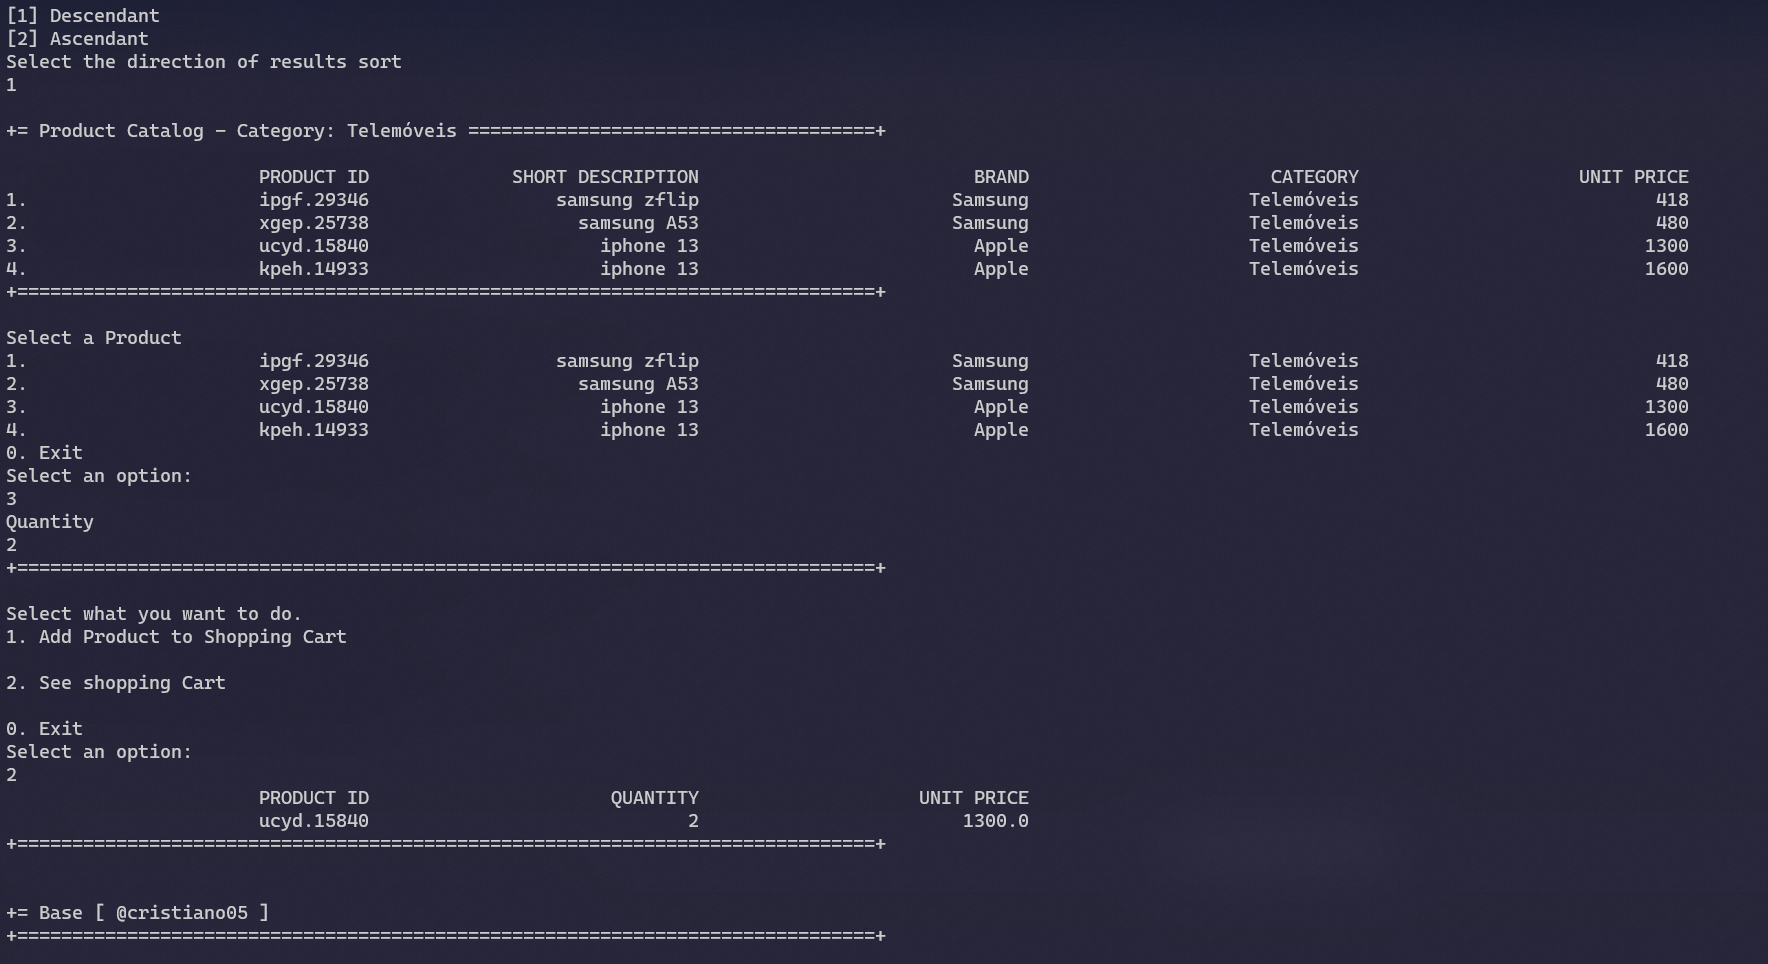 [1] Descendant
[2] Ascendant
Select the direction of results sort
1
+= Product Catalog - Category: Telemóveis =====================================+
PRODUCT ID SHORT DESCRIPTION BRAND CATEGORY UNIT PRICE
1. ipgf.29346 samsung zflip Samsung Telemóveis 418
2. xgep.25738 samsung A53 Samsung Telemóveis 480
3. ucyd.15840 iphone 13 Apple Telemóveis 1300
4. kpeh.14933 iphone 13 Apple Telemóveis 1600
+==============================================================================+
Select a Product
1. ipgf.29346 samsung zflip Samsung Telemóveis 418
2. xgep.25738 samsung A53 Samsung Telemóveis 480
3. ucyd.15840 iphone 13 Apple Telemóveis 1300
4. kpeh.14933 iphone 13 Apple Telemóveis 1600
0. Exit
Select an option:
3
Quantity
2
+==============================================================================+
Select what you want to do.
1. Add Product to Shopping Cart
2. See shopping Cart
0. Exit
Select an option:
2
PRODUCT ID QUANTITY UNIT PRICE
ucyd.15840 2 1300.0
+==============================================================================+
+= Base [ @cristiano05 ]
+==============================================================================+